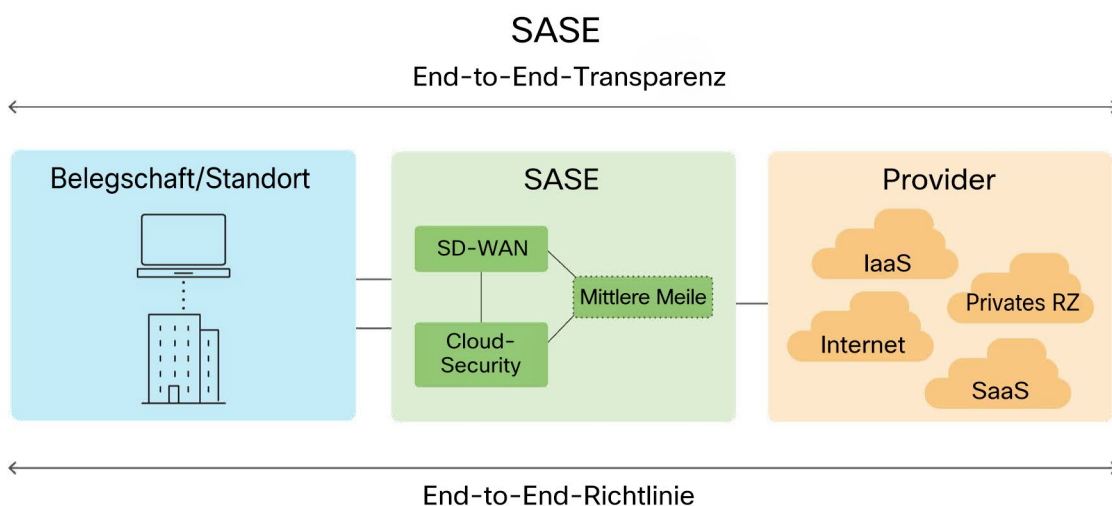 SASE
End-to-End-Transparenz
Belegschaft/Standort
SASE
SD-WAN
Cloud-
Security
Mittlere Meile
Provider
IaaS
Privates RZ
Internet
SaaS
End-to-End-Richtlinie